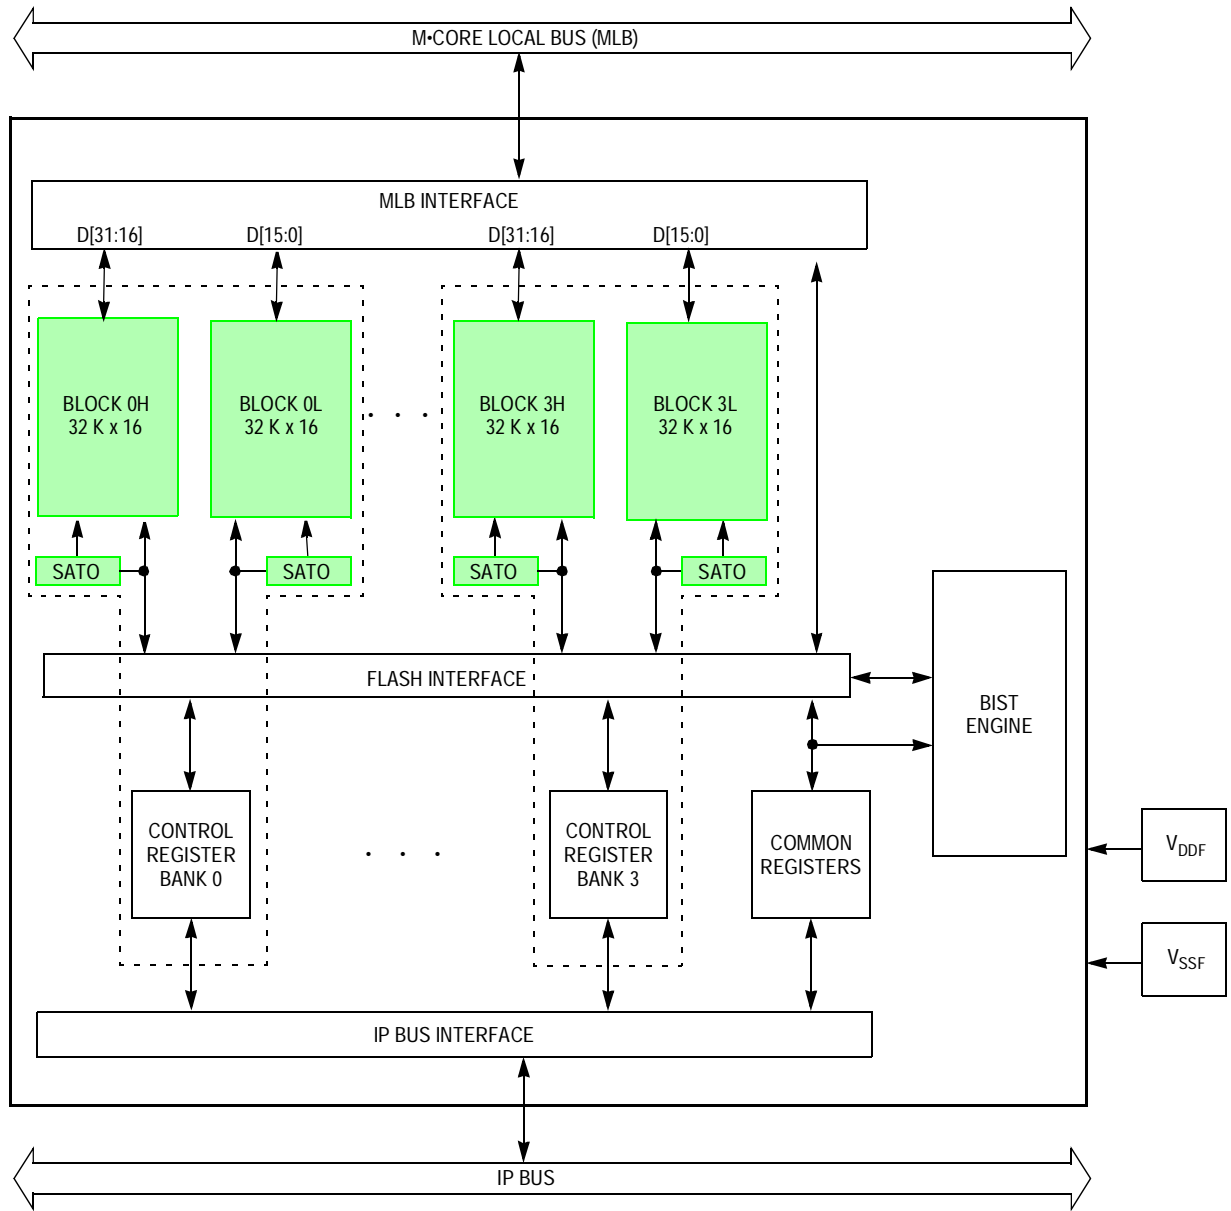 M•CORE LOCAL BUS (MLB)
MLB INTERFACE
D[31:16]
D[15:0]
D[31:16]
D[15:0]
BLOCK 0H
32 K x 16
BLOCK 0L
32 K x 16
. . .
BLOCK 3H
32 K x 16
BLOCK 3L
32 K x 16
SATO
SATO
SATO
SATO
FLASH INTERFACE
BIST
ENGINE
CONTROL
REGISTER
BANK 0
. . .
CONTROL
REGISTER
BANK 3
COMMON
REGISTERS
VDDF
VSSF
IP BUS INTERFACE
IP BUS